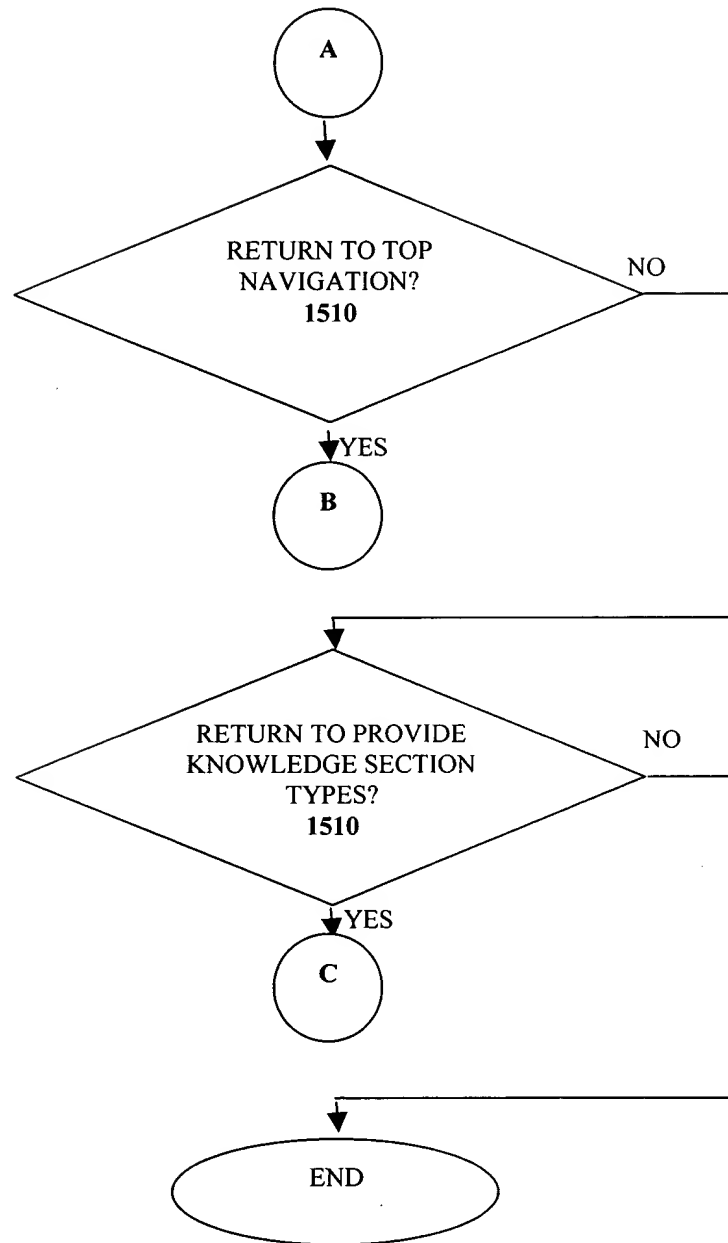 A
RETURN TO TOP
NAVIGATION?
1510
NO
YES
B
RETURN TO PROVIDE
KNOWLEDGE SECTION
TYPES?
1510
NO
YES
C
END